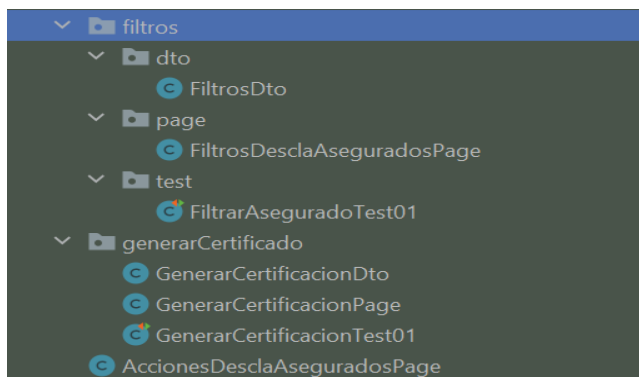 filtros
dto
FiltrosDto
page
FiltrosDesclaAseguradosPage
test
FiltrarAseguradoTest01
generarCertificado
GenerarCertificacionDto
GenerarCertificacionPage
GenerarCertificacionTest01
AccionesDesclaAseguradosPage